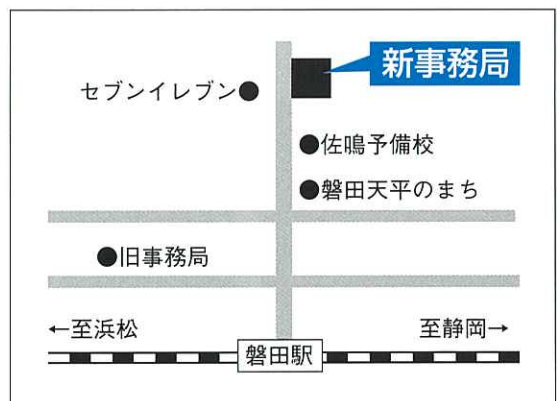 新事務局
セブンイレブン●
●佐鳴予備校
●磐田天平のまち
●旧事務局
←至浜松
至静岡→
磐田駅